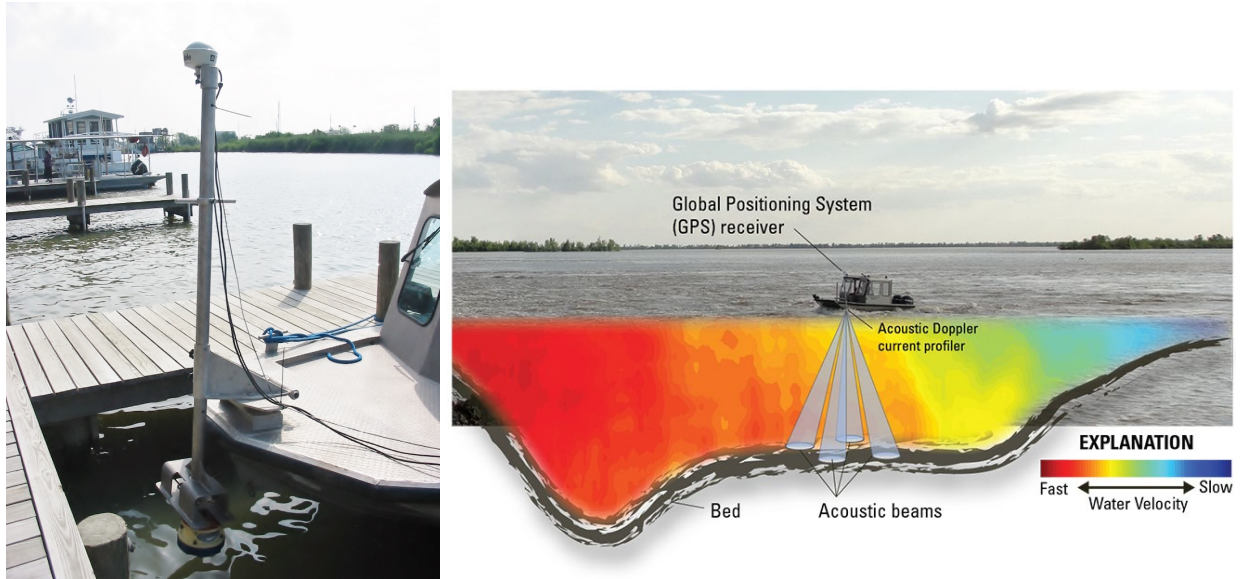 Global Positioning System
(GPS) receiver
Acoustic Doppler
current profiler
EXPLANATION
Fast
Slow
Water Velocity
Bed
Acoustic beams